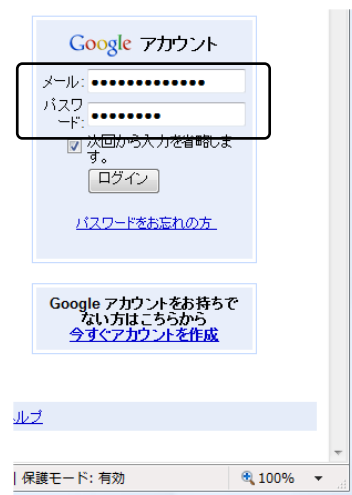 Google アカウント
メール: ●●●●●●●●●●●●●
パスワ
ード: ●●●●●●●●
次回から入力を省略しま
す。
ログイン
パスワードをお忘れの方
Google アカウントをお持ちで
ない方はこちらから
今すぐアカウントを作成
ヘルプ
保護モード: 有効 100%